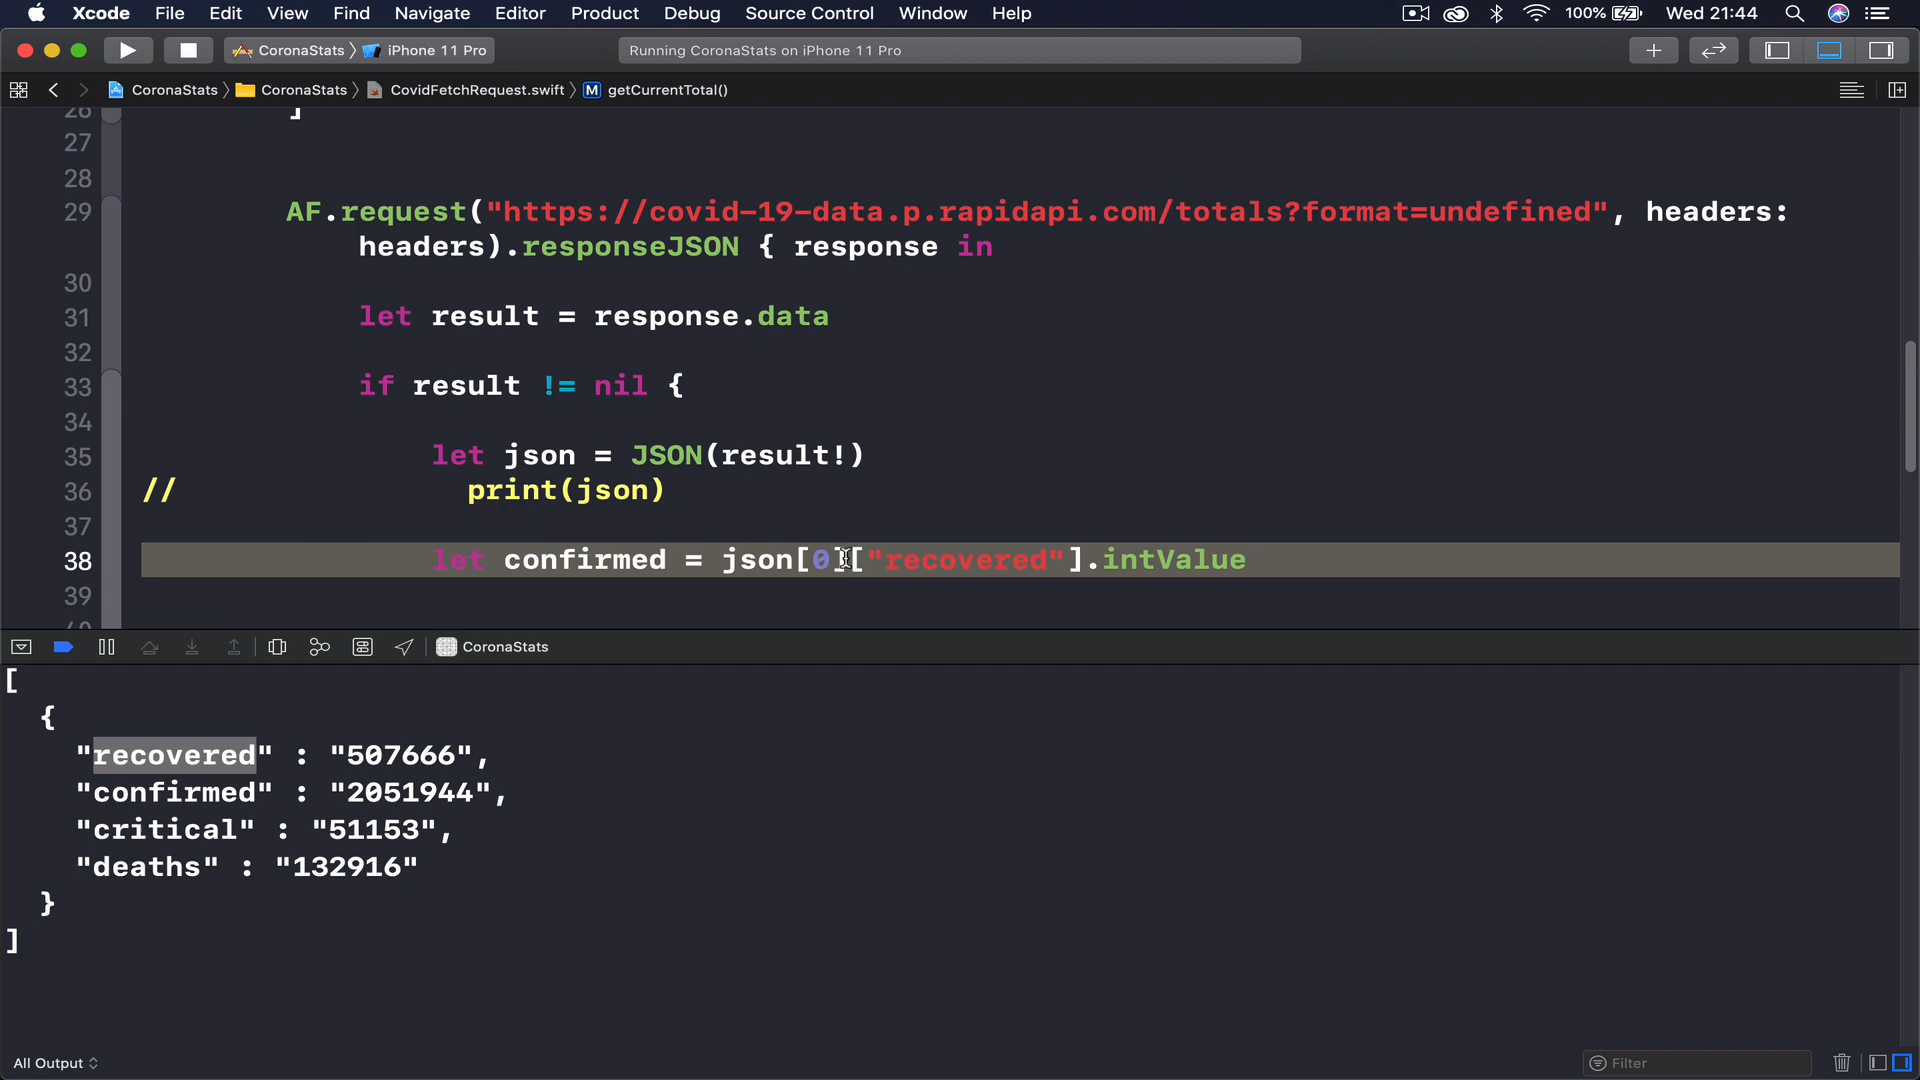 Xcode File Edit View Find Navigate Editor Product Debug Source Control Window Help 100% Wed 21:44
CoronaStats iPhone 11 Pro Running CoronaStats on iPhone 11 Pro
CoronaStats CoronaStats CovidFetchRequest.swift M getCurrentTotal()
26 ]
27
28
29 AF.request("https://covid-19-data.p.rapidapi.com/totals?format=undefined", headers:
headers).responseJSON { response in
30
31 let result = response.data
32
33 if result != nil {
34
35 let json = JSON(result!)
36 // print(json)
37
38 let confirmed = json[0]["recovered"].intValue
39
40
CoronaStats
[
{
"recovered" : "507666",
"confirmed" : "2051944",
"critical" : "51153",
"deaths" : "132916"
}
]
All Output Filter